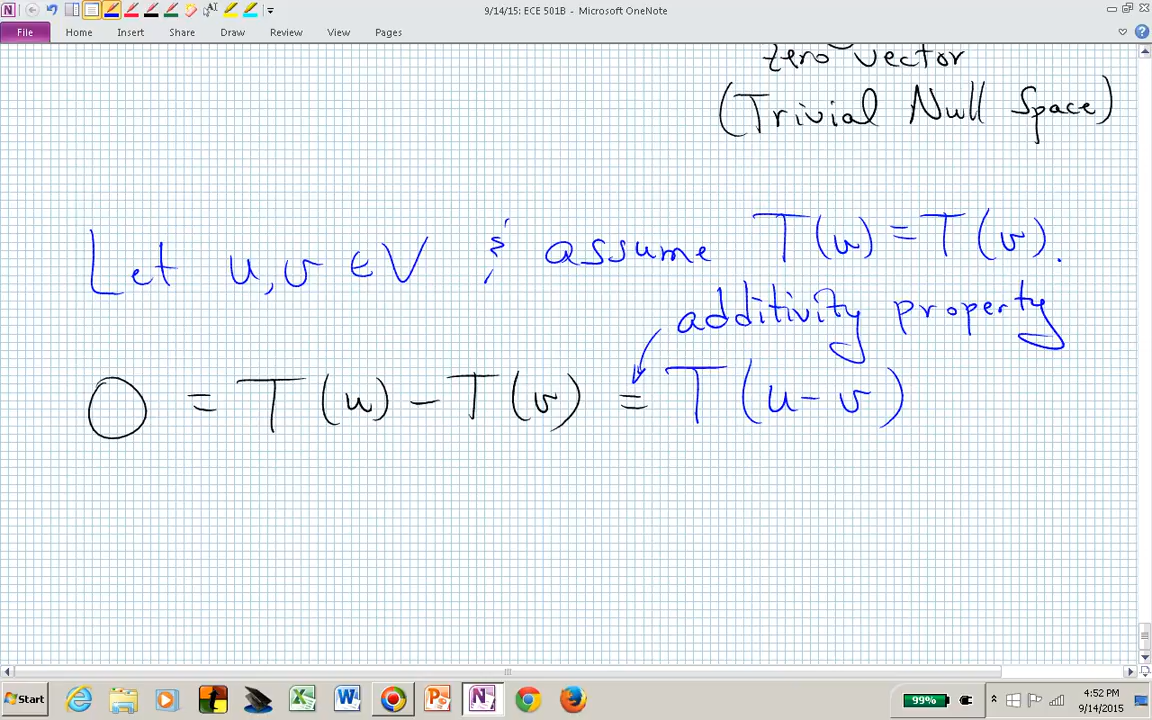 9/14/15: ECE 501B - Microsoft OneNote
File Home Insert Share Draw Review View Pages
zero vector
(Trivial Null Space)
Let u, v ∈ V & assume T(u) = T(v).
additivity property
0 = T(u) - T(v) = T(u - v)
Start 99% 4:52 PM
9/14/2015